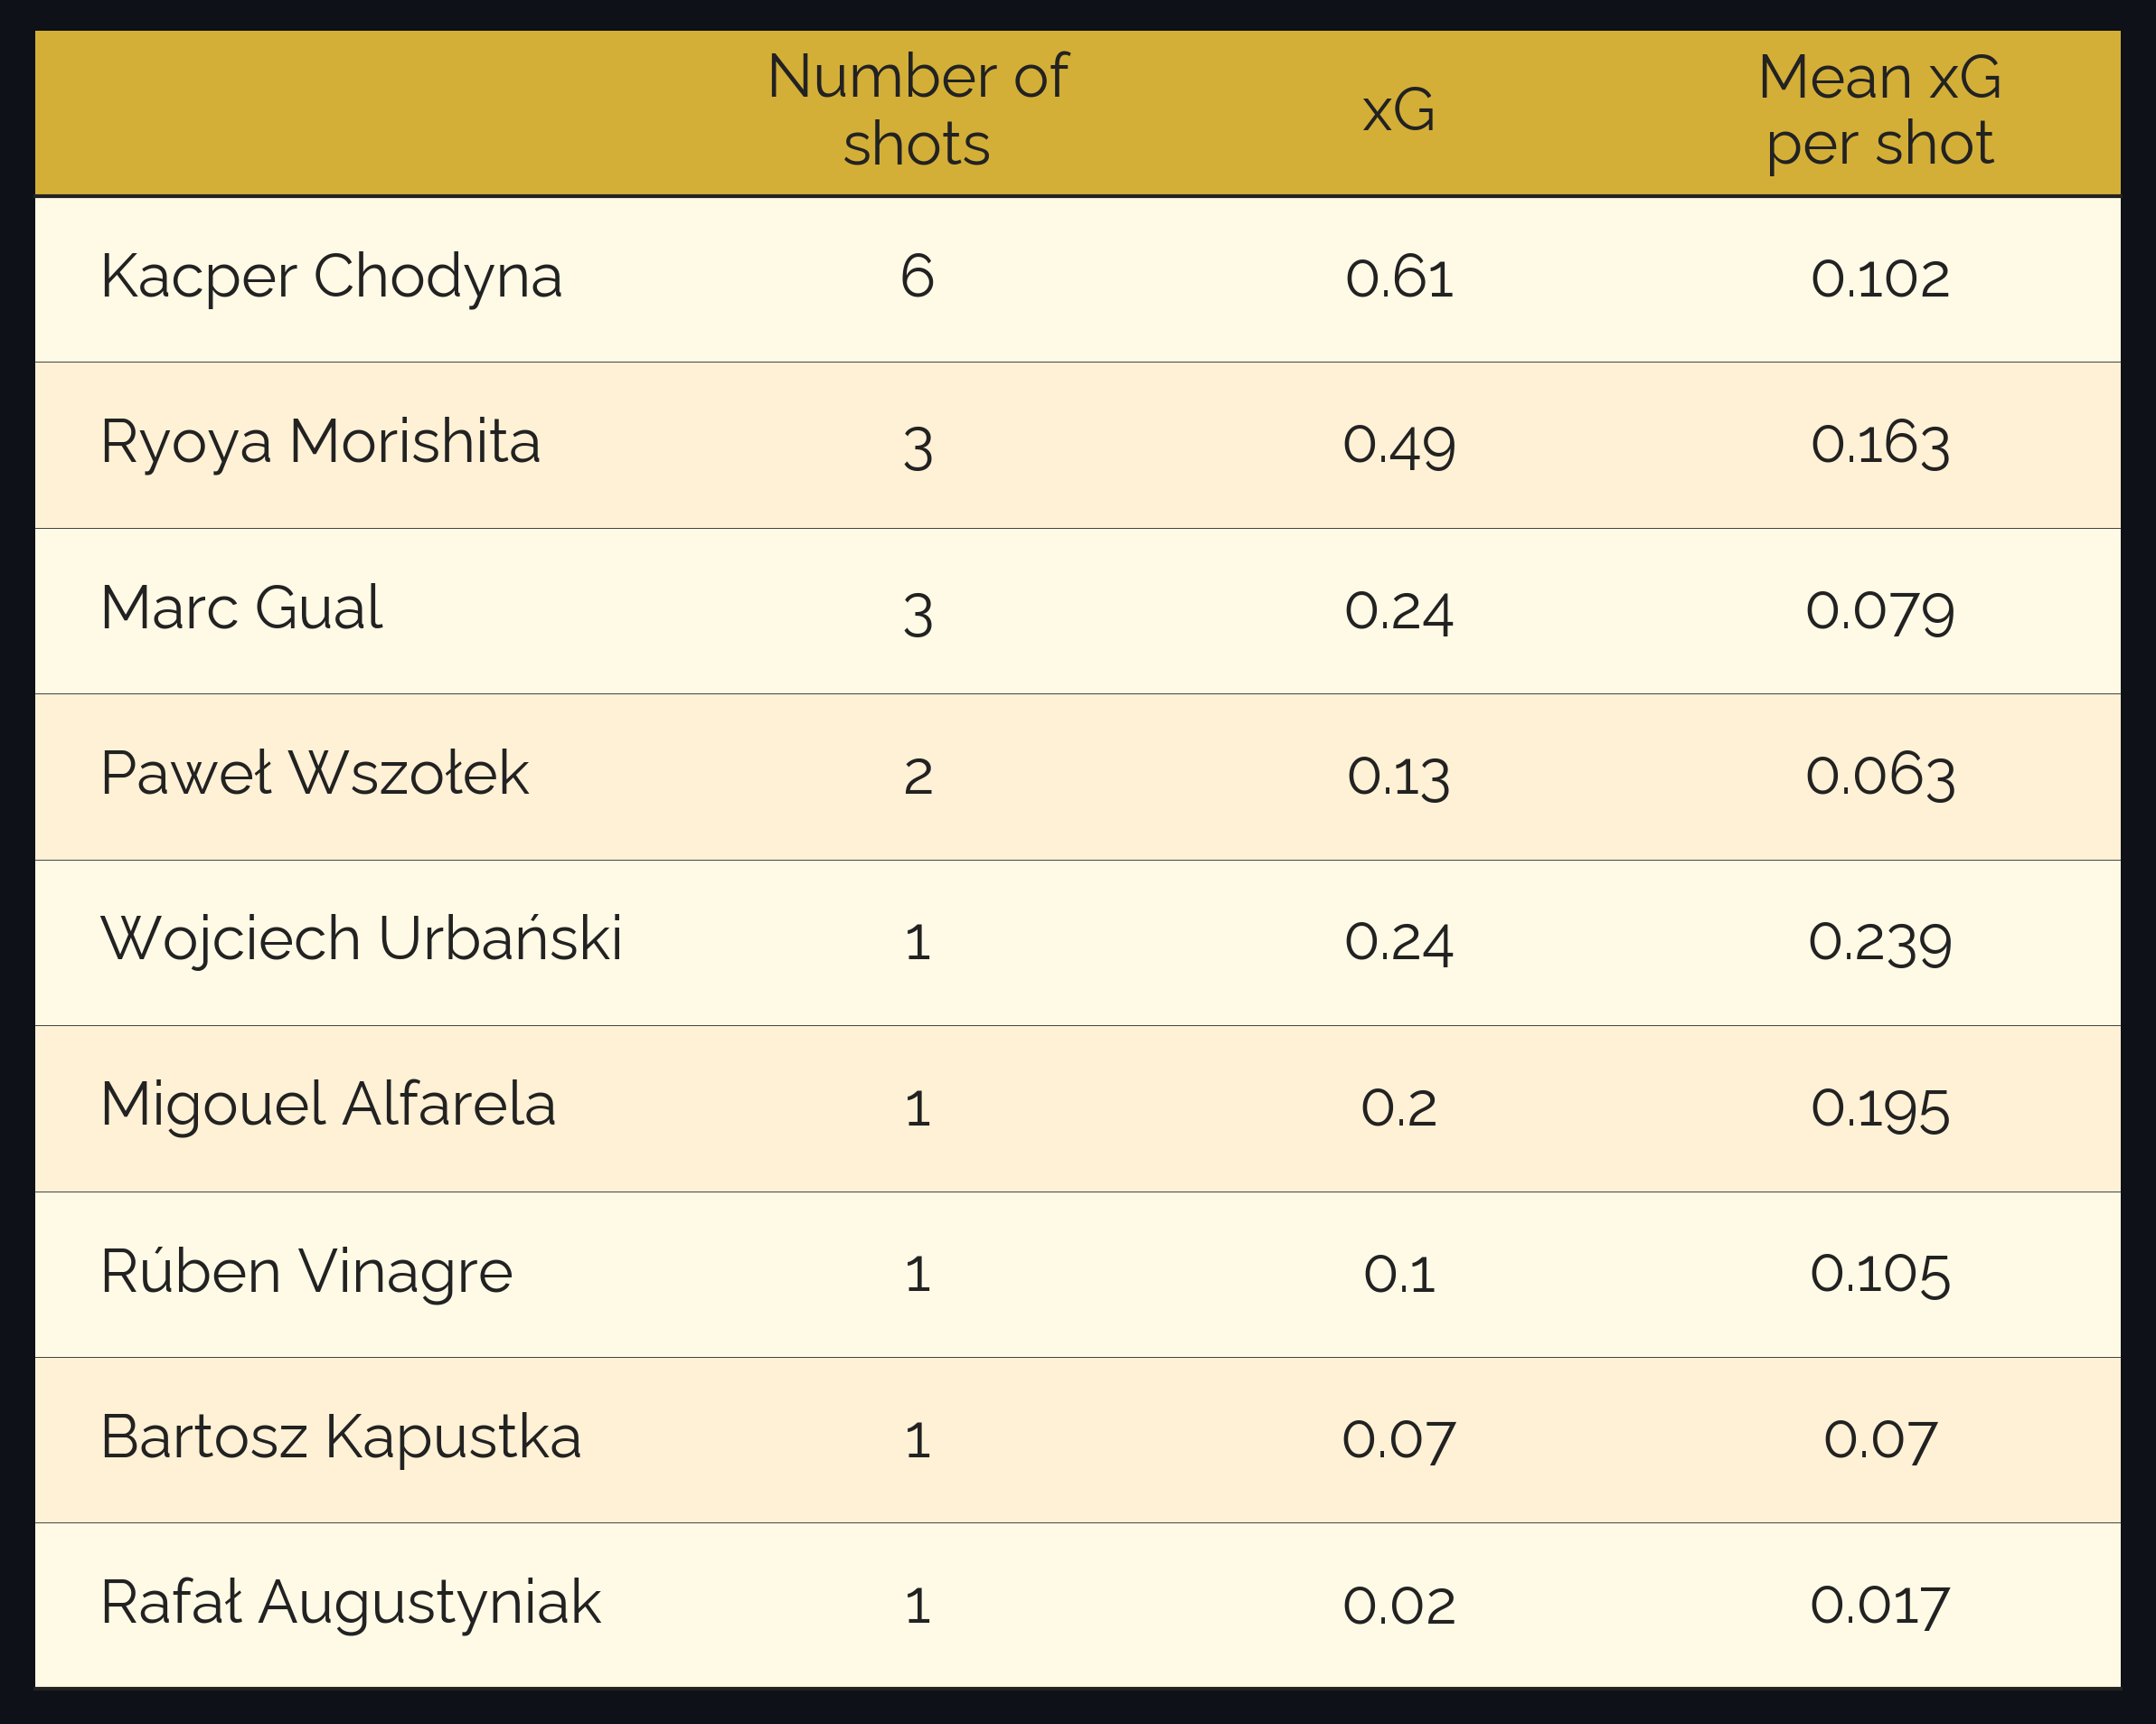 Number of shots xG Mean xG per shot
Kacper Chodyna 6 0.61 0.102
Ryoya Morishita 3 0.49 0.163
Marc Gual 3 0.24 0.079
Paweł Wszołek 2 0.13 0.063
Wojciech Urbański 1 0.24 0.239
Migouel Alfarela 1 0.2 0.195
Rúben Vinagre 1 0.1 0.105
Bartosz Kapustka 1 0.07 0.07
Rafał Augustyniak 1 0.02 0.017